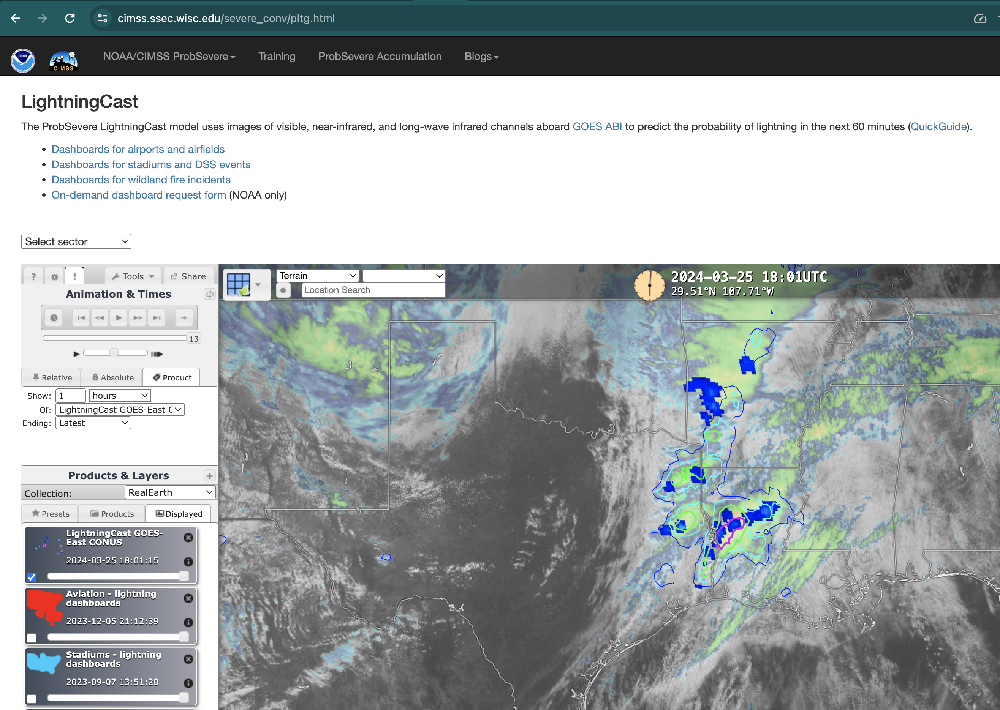 cimss.ssec.wisc.edu/severe_conv/pltg.html
NOAA
CIMSS
NOAA/CIMSS ProbSevere
Training
ProbSevere Accumulation
Blogs
LightningCast
The ProbSevere LightningCast model uses images of visible, near-infrared, and long-wave infrared channels aboard GOES ABI to predict the probability of lightning in the next 60 minutes (QuickGuide).
• Dashboards for airports and airfields
• Dashboards for stadiums and DSS events
• Dashboards for wildland fire incidents
• On-demand dashboard request form (NOAA only)
Select sector
? ! Tools Share
Terrain
Location Search
2024-03-25 18:01UTC
29.51°N 107.71°W
Animation & Times
13
Relative Absolute Product
Show: 1 hours
Of: LightningCast GOES-East C
Ending: Latest
Products & Layers
Collection: RealEarth
Presets Products Displayed
LightningCast GOES-
East CONUS
2024-03-25 18:01:15
Aviation - lightning
dashboards
2023-12-05 21:12:39
Stadiums - lightning
dashboards
2023-09-07 13:51:20